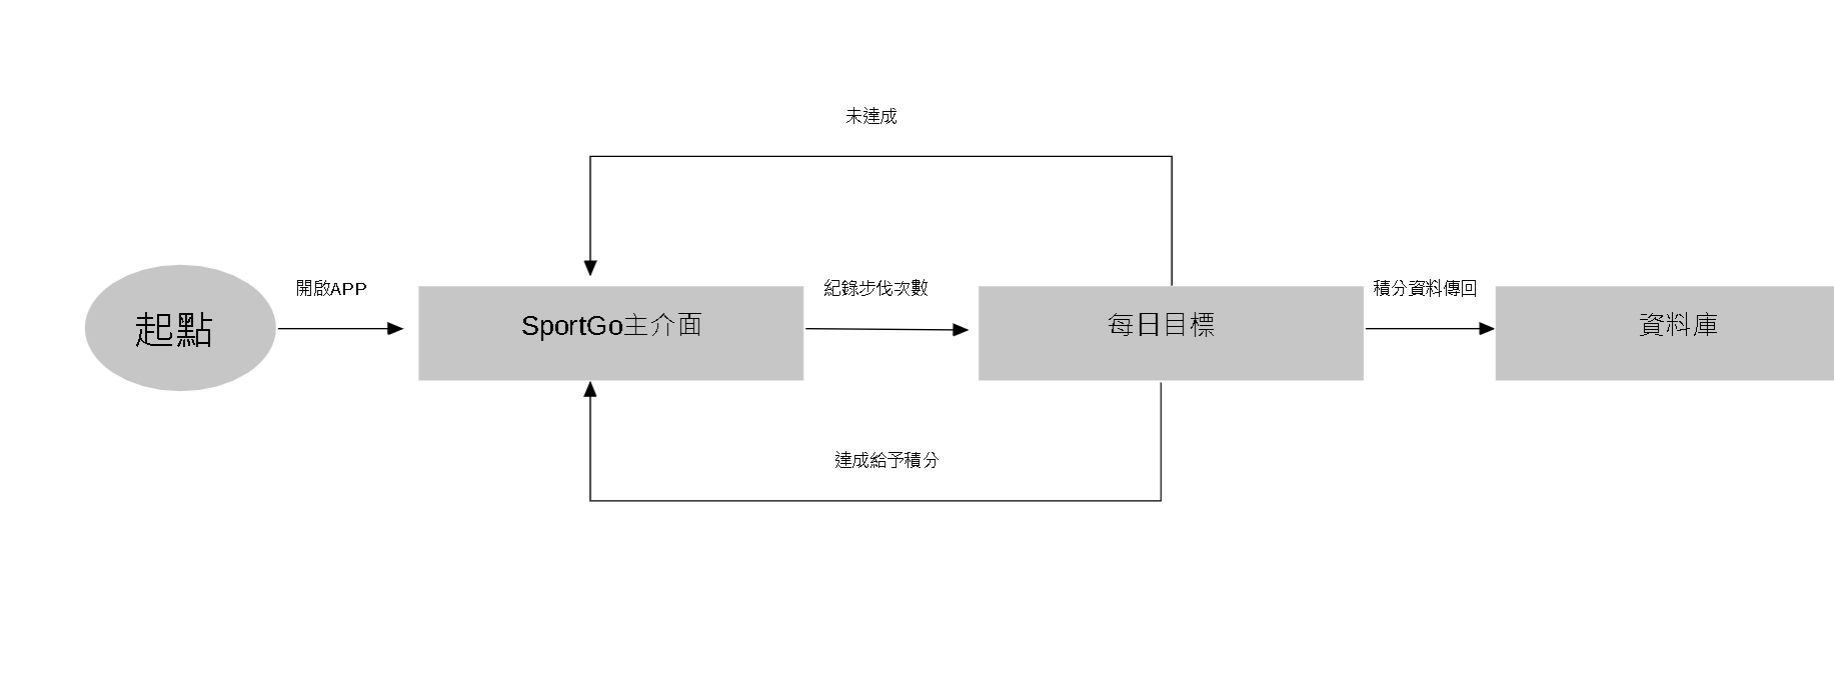 未達成
開啟APP
紀錄步伐次數
積分資料傳回
起點
SportGo主介面
每日目標
資料庫
達成給予積分